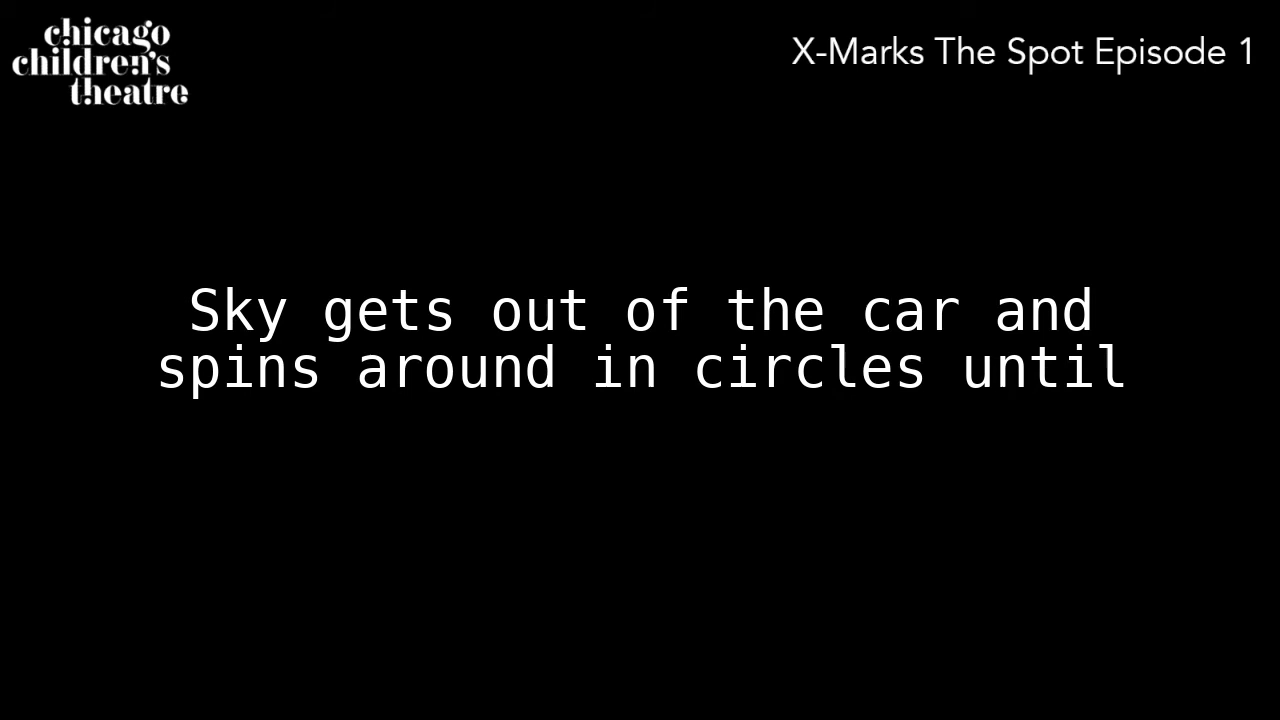 chicago
children's
theatre
X-Marks The Spot Episode 1
Sky gets out of the car and
spins around in circles until